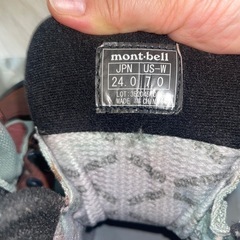 mont-bell
JPN US-W
24.0 7.0
MADE IN CHINA